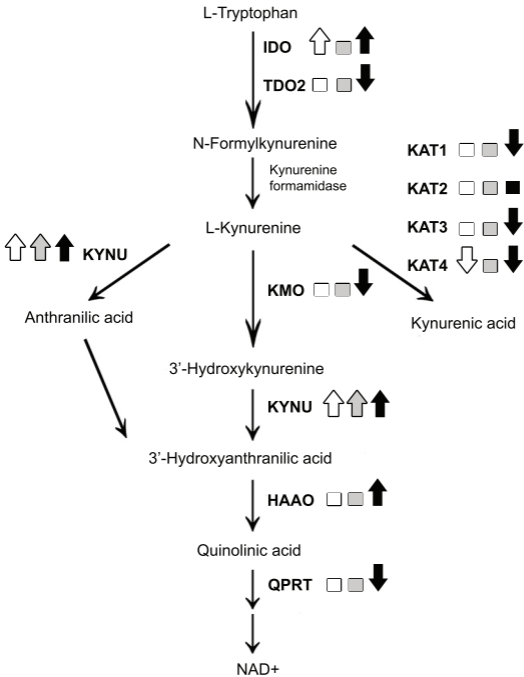 L-Tryptophan
IDO
TDO2
N-Formylkynurenine
KAT1
Kynurenine
formamidase
KAT2
L-Kynurenine
KAT3
KYNU
KAT4
KMO
Anthranilic acid
Kynurenic acid
3'-Hydroxykynurenine
KYNU
3'-Hydroxyanthranilic acid
HAAO
Quinolinic acid
QPRT
NAD+